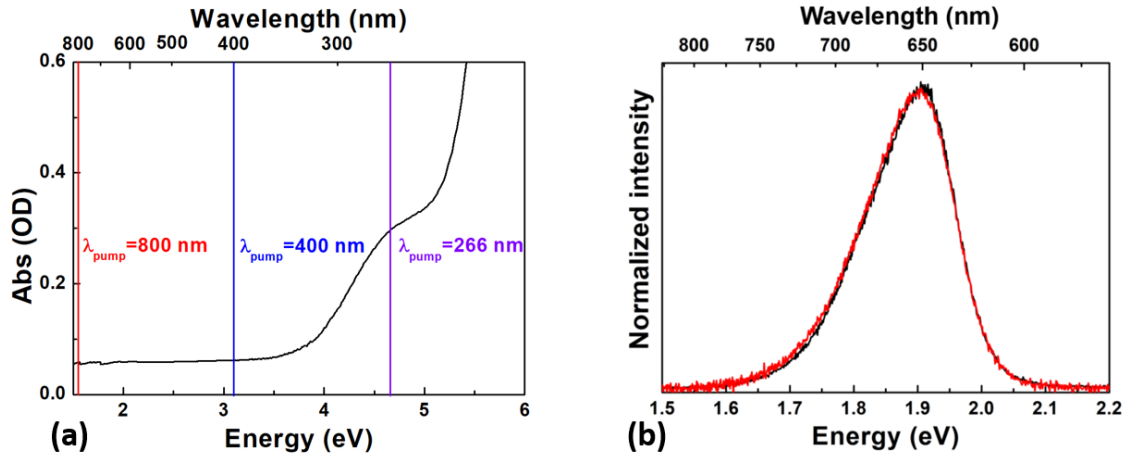 Wavelength (nm)
800 600 500 400 300
0.6
0.4
0.2
0.0
Abs (OD)
λpump=800 nm
λpump=400 nm
λpump=266 nm
2 3 4 5 6
Energy (eV)
(a)
Wavelength (nm)
800 750 700 650 600
Normalized intensity
1.5 1.6 1.7 1.8 1.9 2.0 2.1 2.2
Energy (eV)
(b)